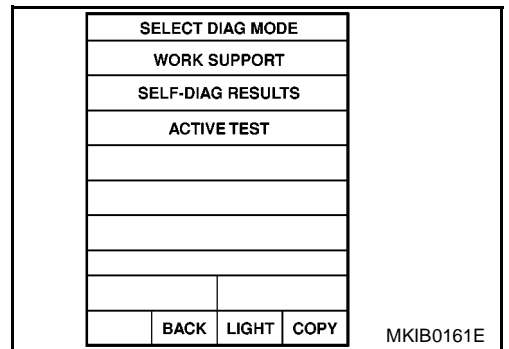 SELECT DIAG MODE
WORK SUPPORT
SELF-DIAG RESULTS
ACTIVE TEST
BACK LIGHT COPY
MKIB0161E